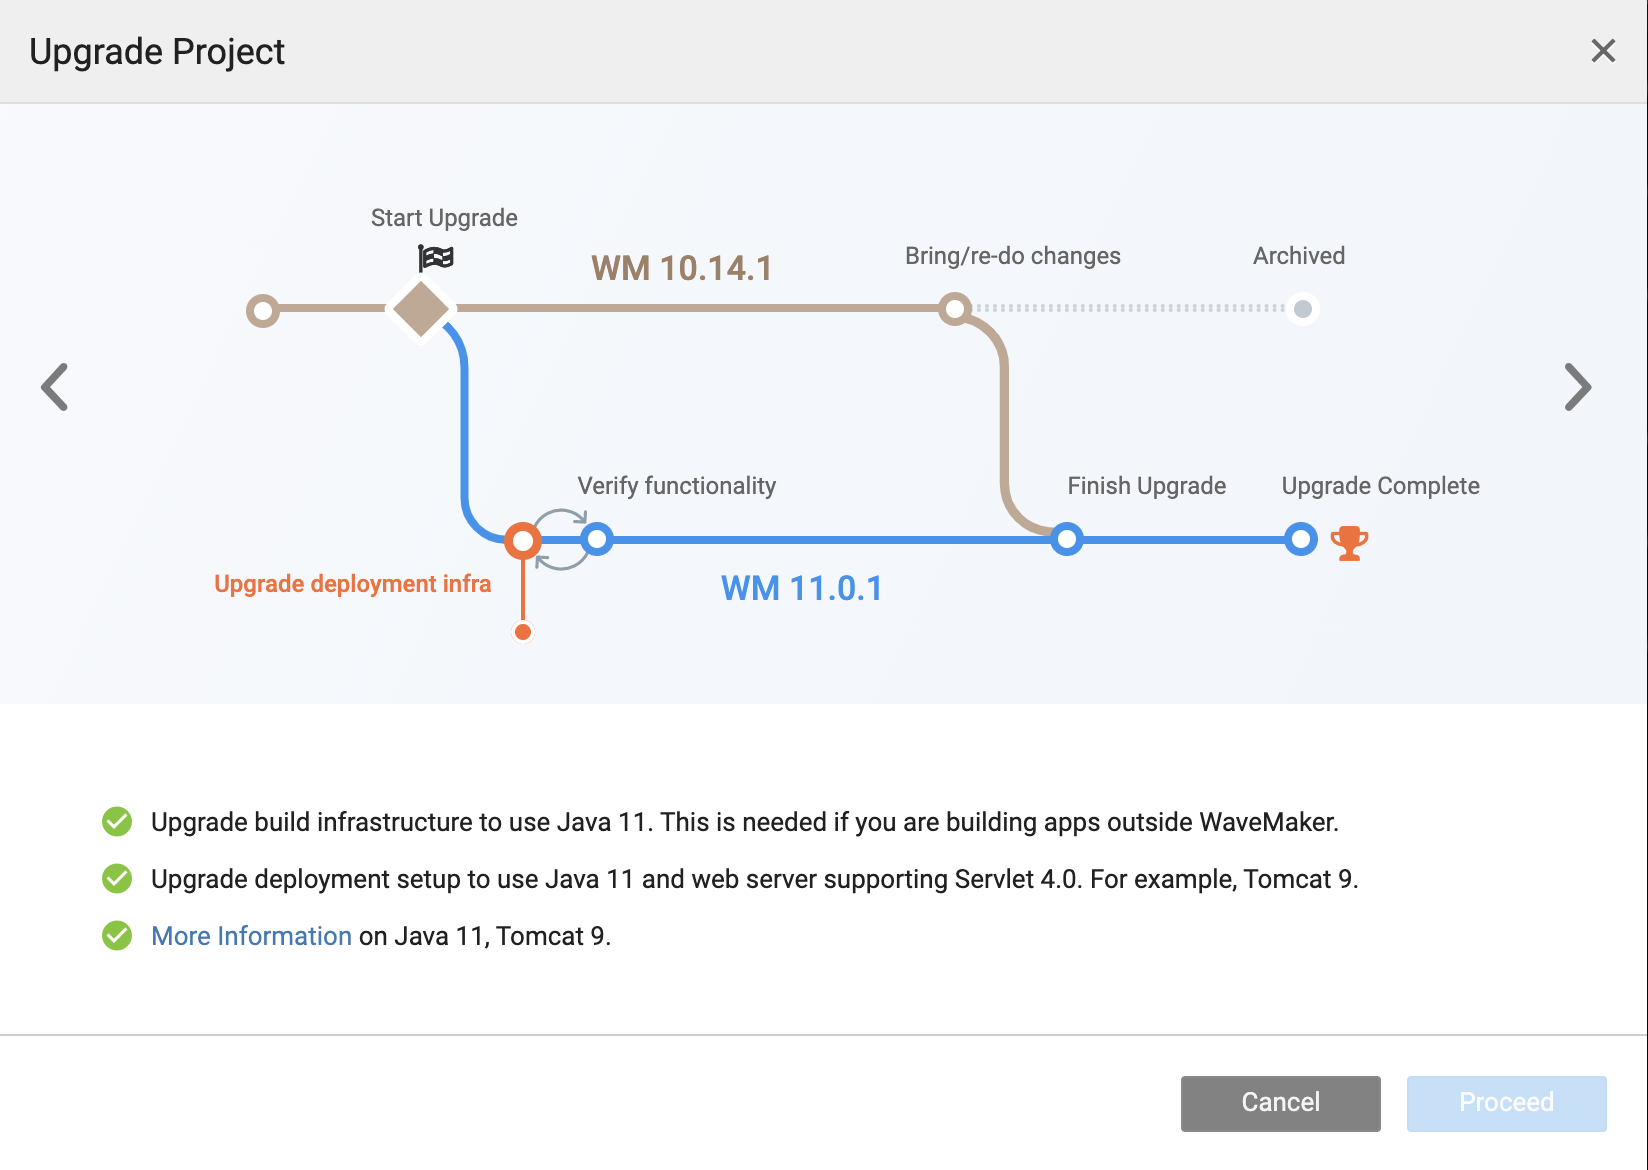 Upgrade Project
Start Upgrade
WM 10.14.1
Bring/re-do changes
Archived
Verify functionality
Finish Upgrade
Upgrade Complete
Upgrade deployment infra
WM 11.0.1
Upgrade build infrastructure to use Java 11. This is needed if you are building apps outside WaveMaker.
Upgrade deployment setup to use Java 11 and web server supporting Servlet 4.0. For example, Tomcat 9.
More Information on Java 11, Tomcat 9.
Cancel
Proceed